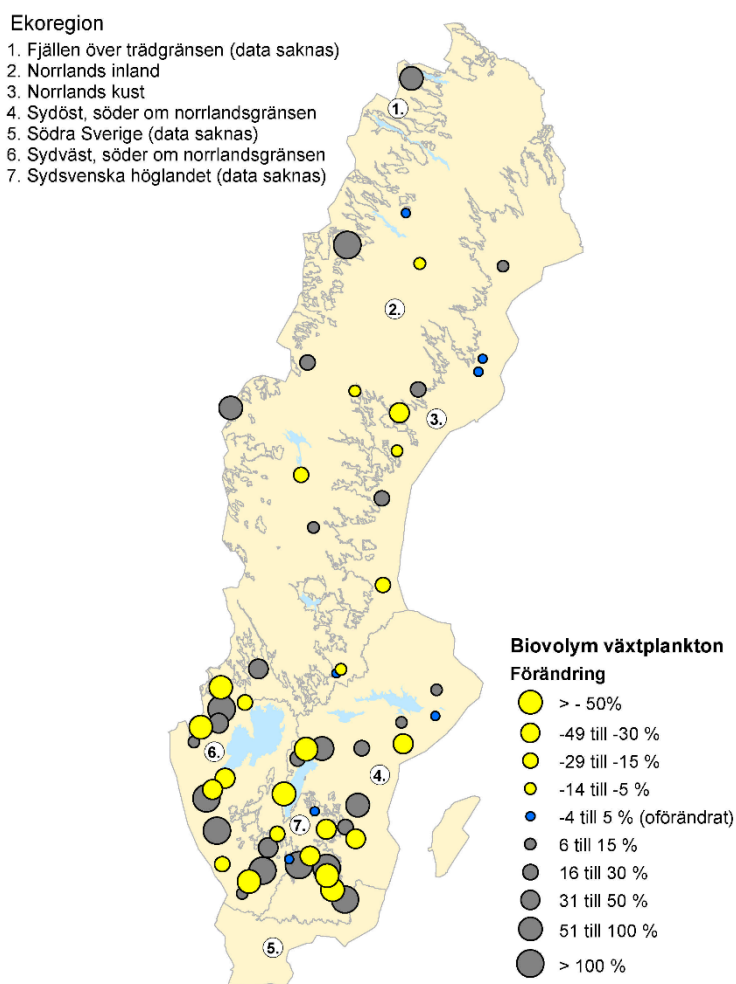 Ekoregion
1. Fjällen över trädgränsen (data saknas)
2. Norrlands inland
3. Norrlands kust
4. Sydöst, söder om norrlandsgränsen
5. Södra Sverige (data saknas)
6. Sydväst, söder om norrlandsgränsen
7. Sydsvenska höglandet (data saknas)
1.
2.
3.
6.
4.
7.
5.
Biovolym växtplankton
Förändring
> - 50%
-49 till -30 %
-29 till -15 %
-14 till -5 %
-4 till 5 % (oförändrat)
6 till 15 %
16 till 30 %
31 till 50 %
51 till 100 %
> 100 %